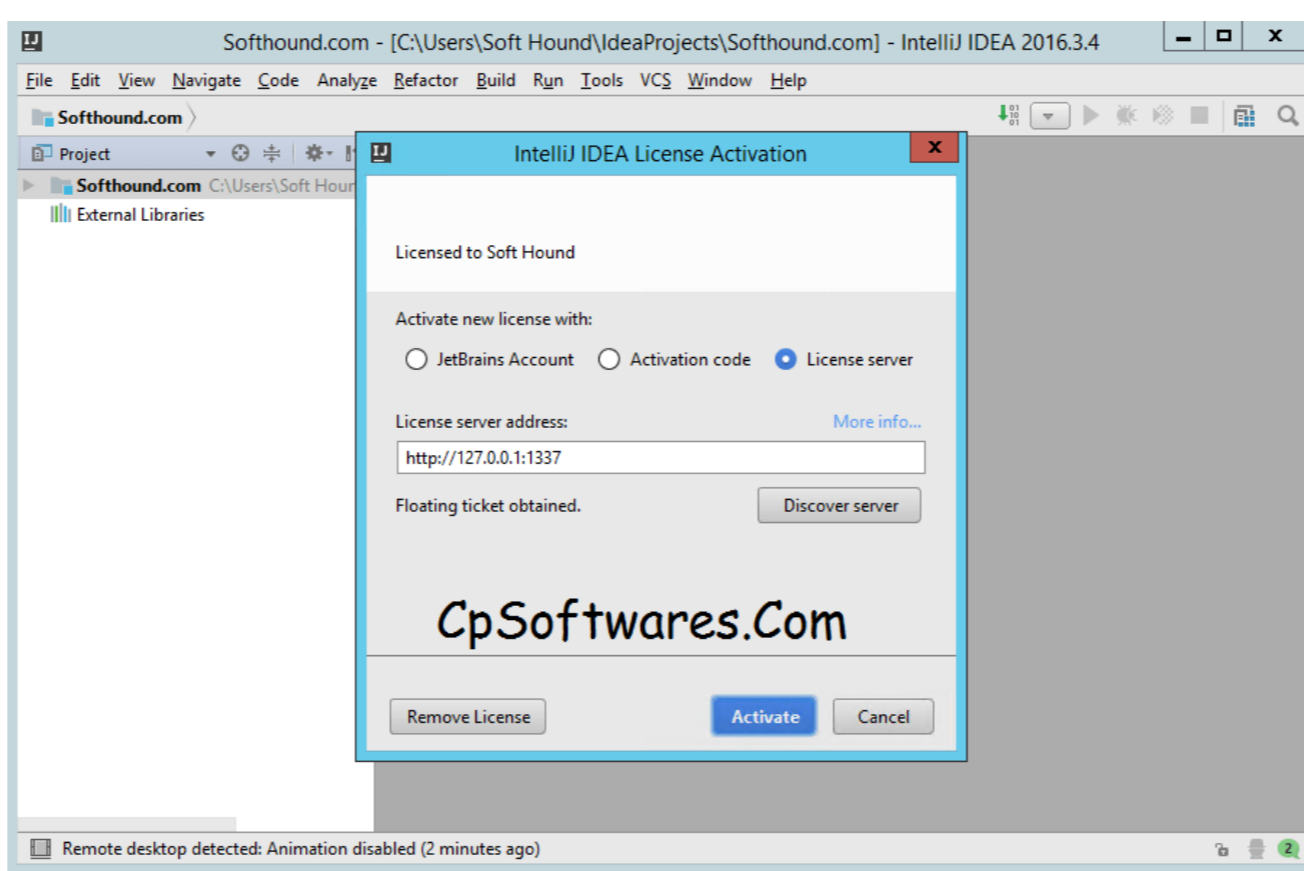 Softhound.com - [C:\Users\Soft Hound\IdeaProjects\Softhound.com] - IntelliJ IDEA 2016.3.4
File Edit View Navigate Code Analyze Refactor Build Run Tools VCS Window Help
Softhound.com
Project
IntelliJ IDEA License Activation
Softhound.com C:\Users\Soft Hour
External Libraries
Licensed to Soft Hound
Activate new license with:
JetBrains Account Activation code License server
License server address: More info...
http://127.0.0.1:1337
Floating ticket obtained. Discover server
CpSoftwares.Com
Remove License Activate Cancel
Remote desktop detected: Animation disabled (2 minutes ago) 2